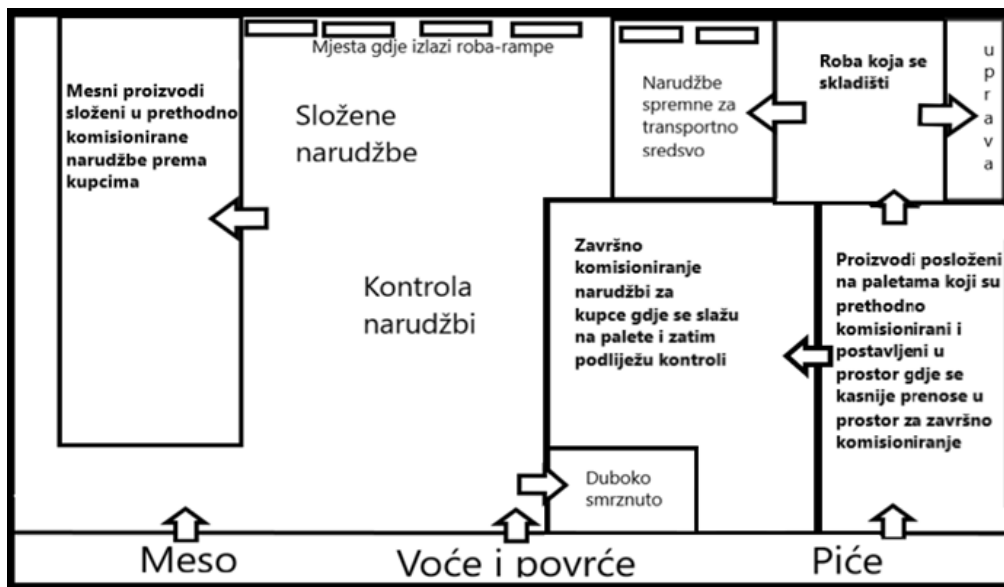 Mesni proizvodi
složeni u prethodno
komisionirane
narudžbe prema
kupcima
Mjesta gdje izlazi roba-rampe
Složene
narudžbe
Kontrola
narudžbi
Narudžbe
spremne za
transportno
sredsvo
Roba koja se
skladišti
uprava
Završno
komisioniranje
narudžbi za
kupce gdje se slažu
na palete i zatim
podliježu kontroli
Proizvodi posloženi
na paletama koji su
prethodno
komisionirani i
postavljeni u
prostor gdje se
kasnije prenose u
prostor za završno
komisioniranje
Duboko
smrznuto
Meso
Voće i povrće
Piće